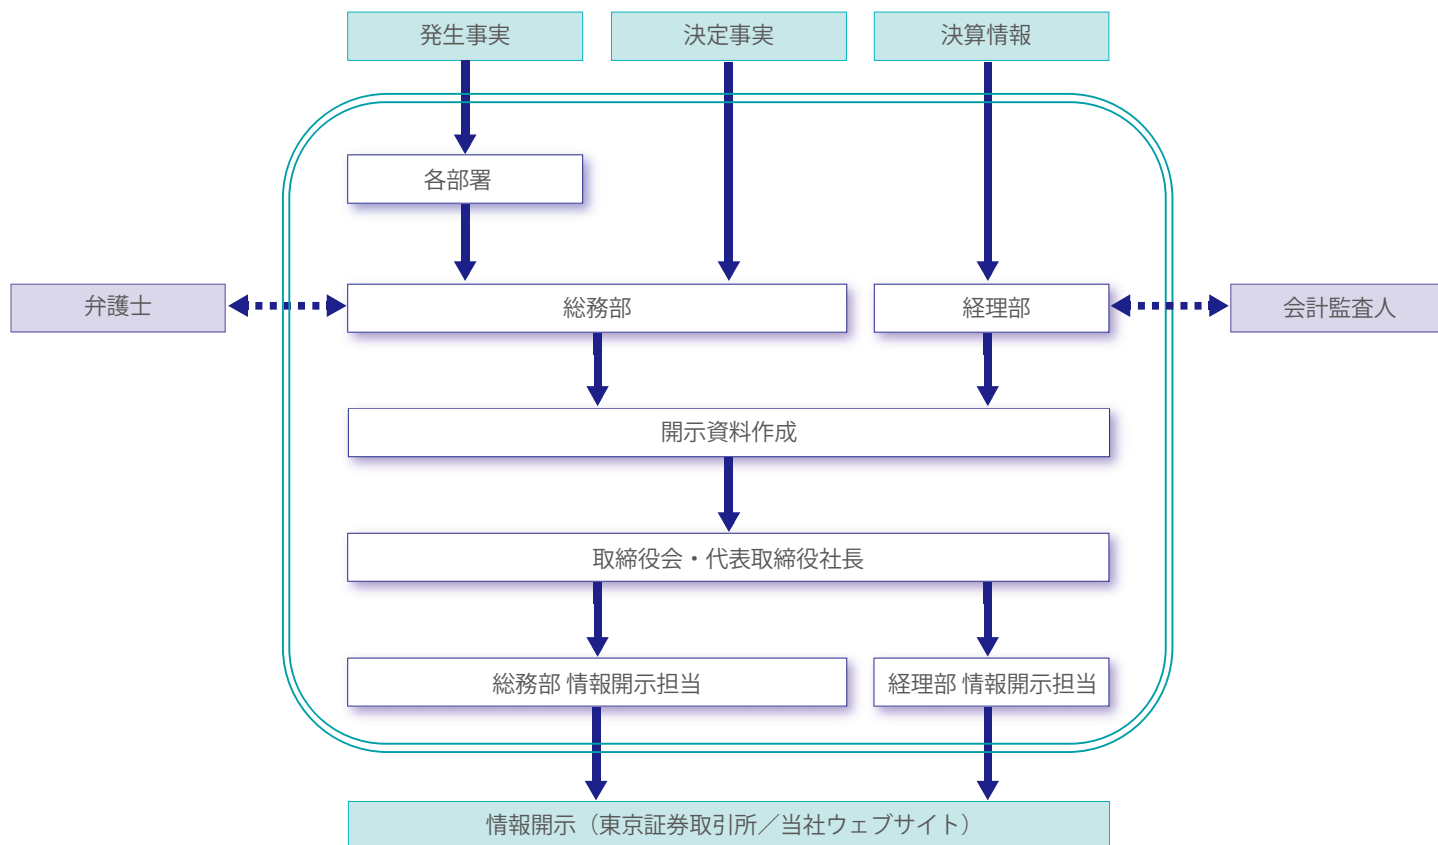 発生事実
決定事実
決算情報
各部署
弁護士
総務部
経理部
会計監査人
開示資料作成
取締役会・代表取締役社長
総務部 情報開示担当
経理部 情報開示担当
情報開示（東京証券取引所／当社ウェブサイト）